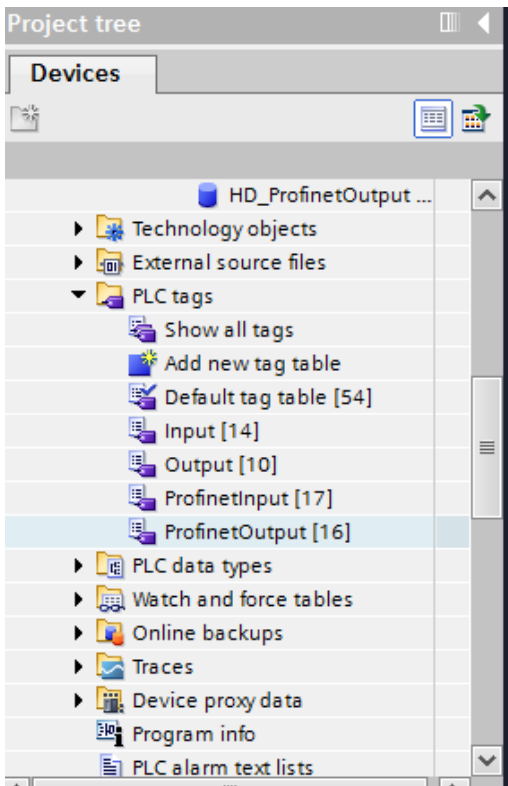 Project tree
Devices
HD_ProfinetOutput ...
Technology objects
External source files
PLC tags
Show all tags
Add new tag table
Default tag table [54]
Input [14]
Output [10]
ProfinetInput [17]
ProfinetOutput [16]
PLC data types
Watch and force tables
Online backups
Traces
Device proxy data
Program info
PLC alarm text lists